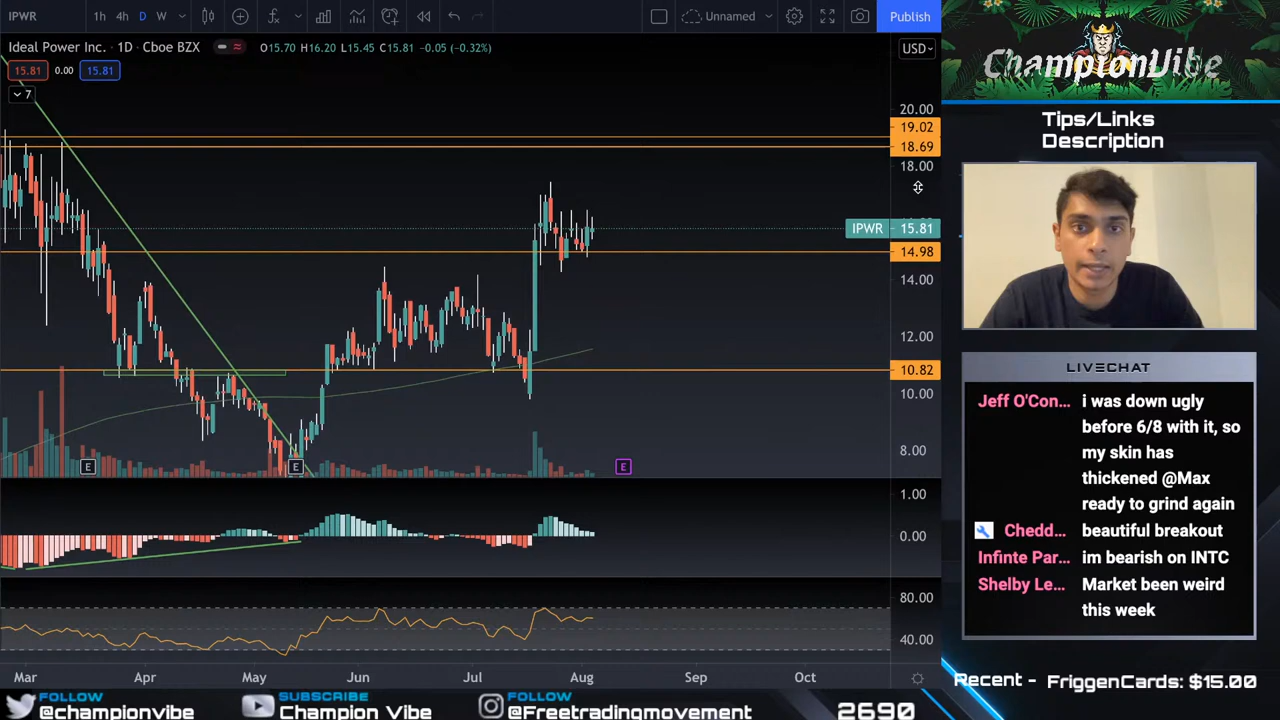 IPWR
1h 4h D W
Unnamed
Publish
Ideal Power Inc. · 1D · Cboe BZX
O15.70 H16.20 L15.45 C15.81 -0.05 (-0.32%)
USD
15.81 0.00 15.81
7
20.00
19.02
18.69
18.00
IPWR 15.81
14.98
14.00
12.00
10.82
10.00
8.00
E E E
1.00
0.00
80.00
40.00
Mar Apr May Jun Jul Aug Sep Oct
ChampionVibe
Tips/Links
Description
LIVECHAT
Jeff O'Con... i was down ugly
before 6/8 with it, so
my skin has
thickened @Max
ready to grind again
Chedd... beautiful breakout
Infinte Par... im bearish on INTC
Shelby Le... Market been weird
this week
Recent - FriggenCards: $15.00
FOLLOW
@championvibe
SUBSCRIBE
Champion Vibe
FOLLOW
@Freetradingmovement
2690